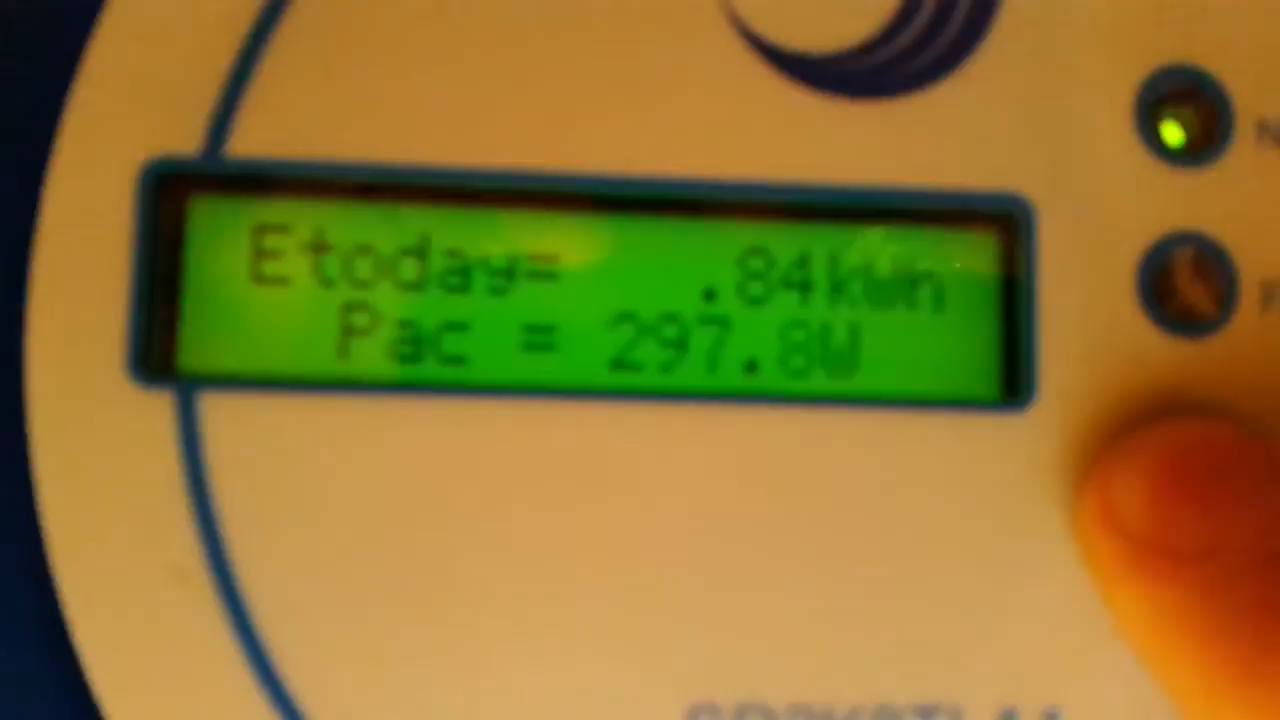 Etoday= .84kWh
Pac = 297.8W